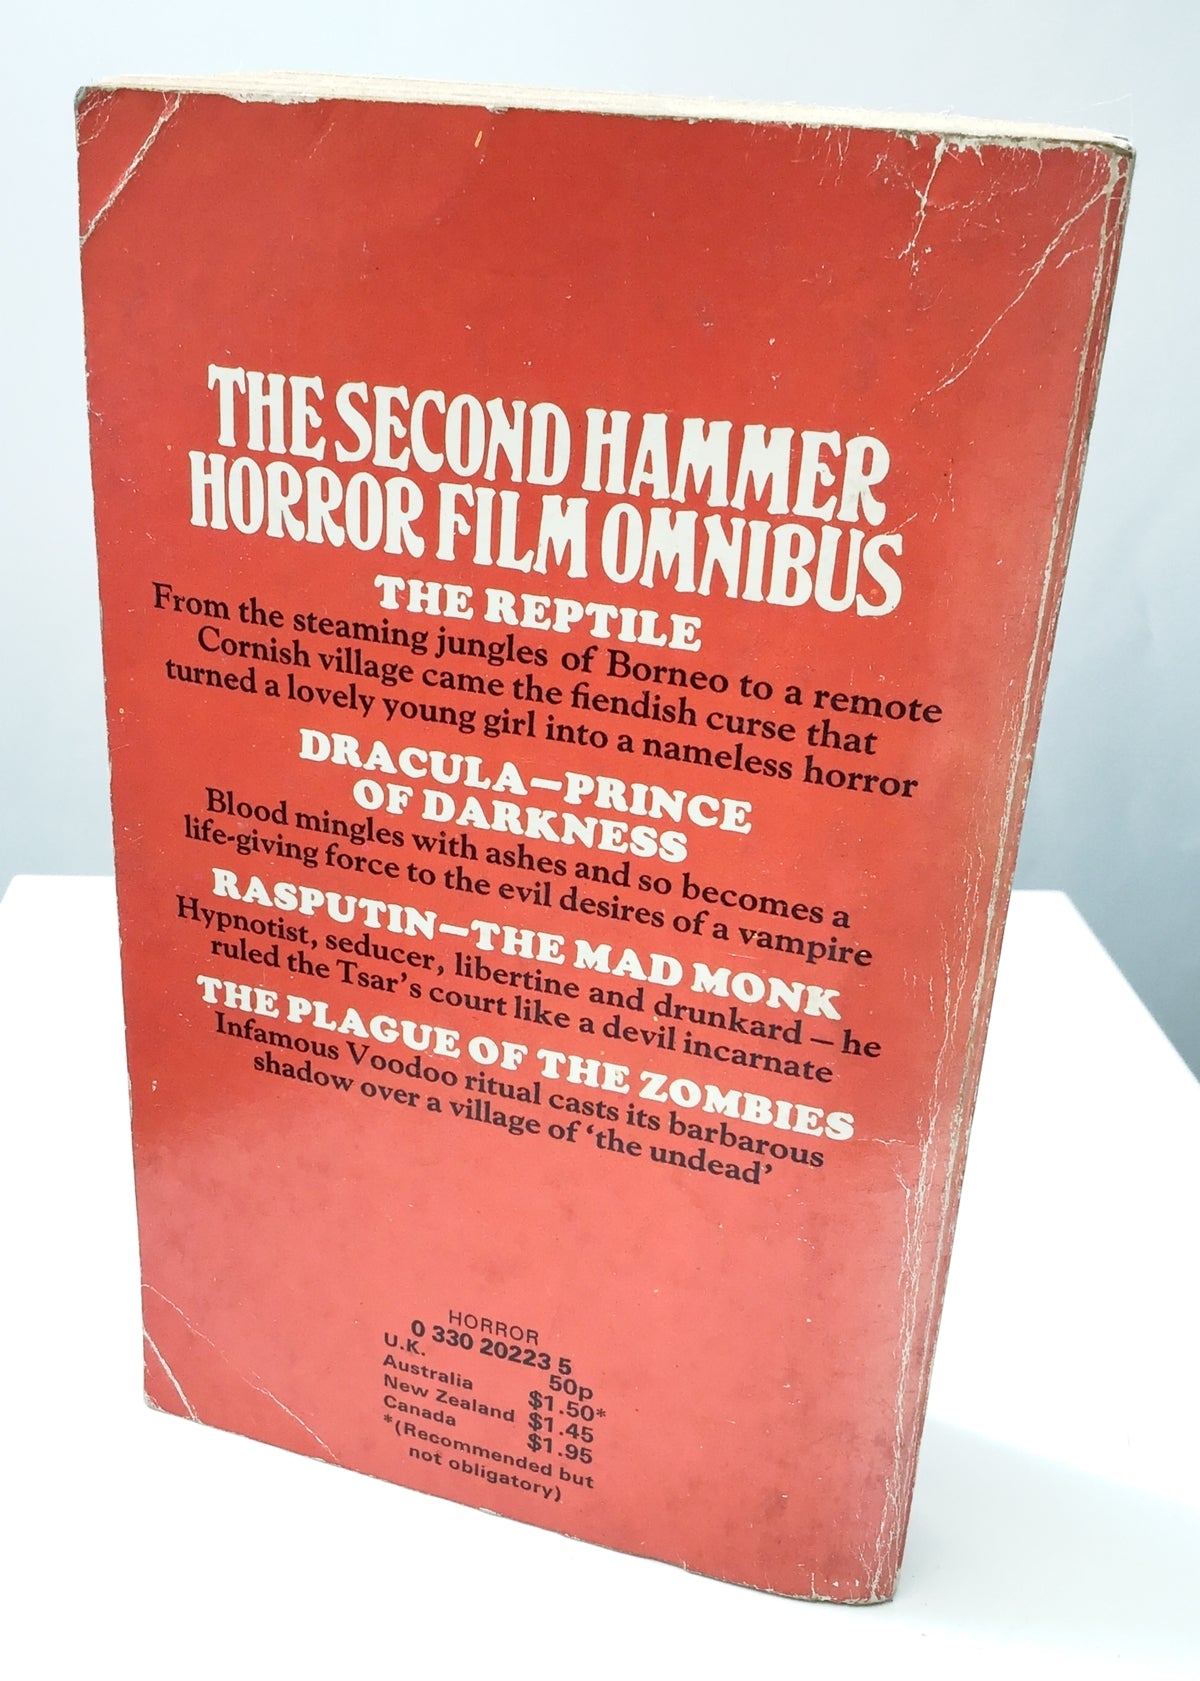 THE SECOND HAMMER
HORROR FILM OMNIBUS
THE REPTILE
From the steaming jungles of Borneo to a remote
Cornish village came the fiendish curse that
turned a lovely young girl into a nameless horror
DRACULA—PRINCE
OF DARKNESS
Blood mingles with ashes and so becomes a
life-giving force to the evil desires of a vampire
RASPUTIN—THE MAD MONK
Hypnotist, seducer, libertine and drunkard – he
ruled the Tsar's court like a devil incarnate
THE PLAGUE OF THE ZOMBIES
Infamous Voodoo ritual casts its barbarous
shadow over a village of 'the undead'
HORROR
0 330 20223 5
U.K. 50p
Australia $1.50*
New Zealand $1.45
Canada $1.95
*(Recommended but
not obligatory)